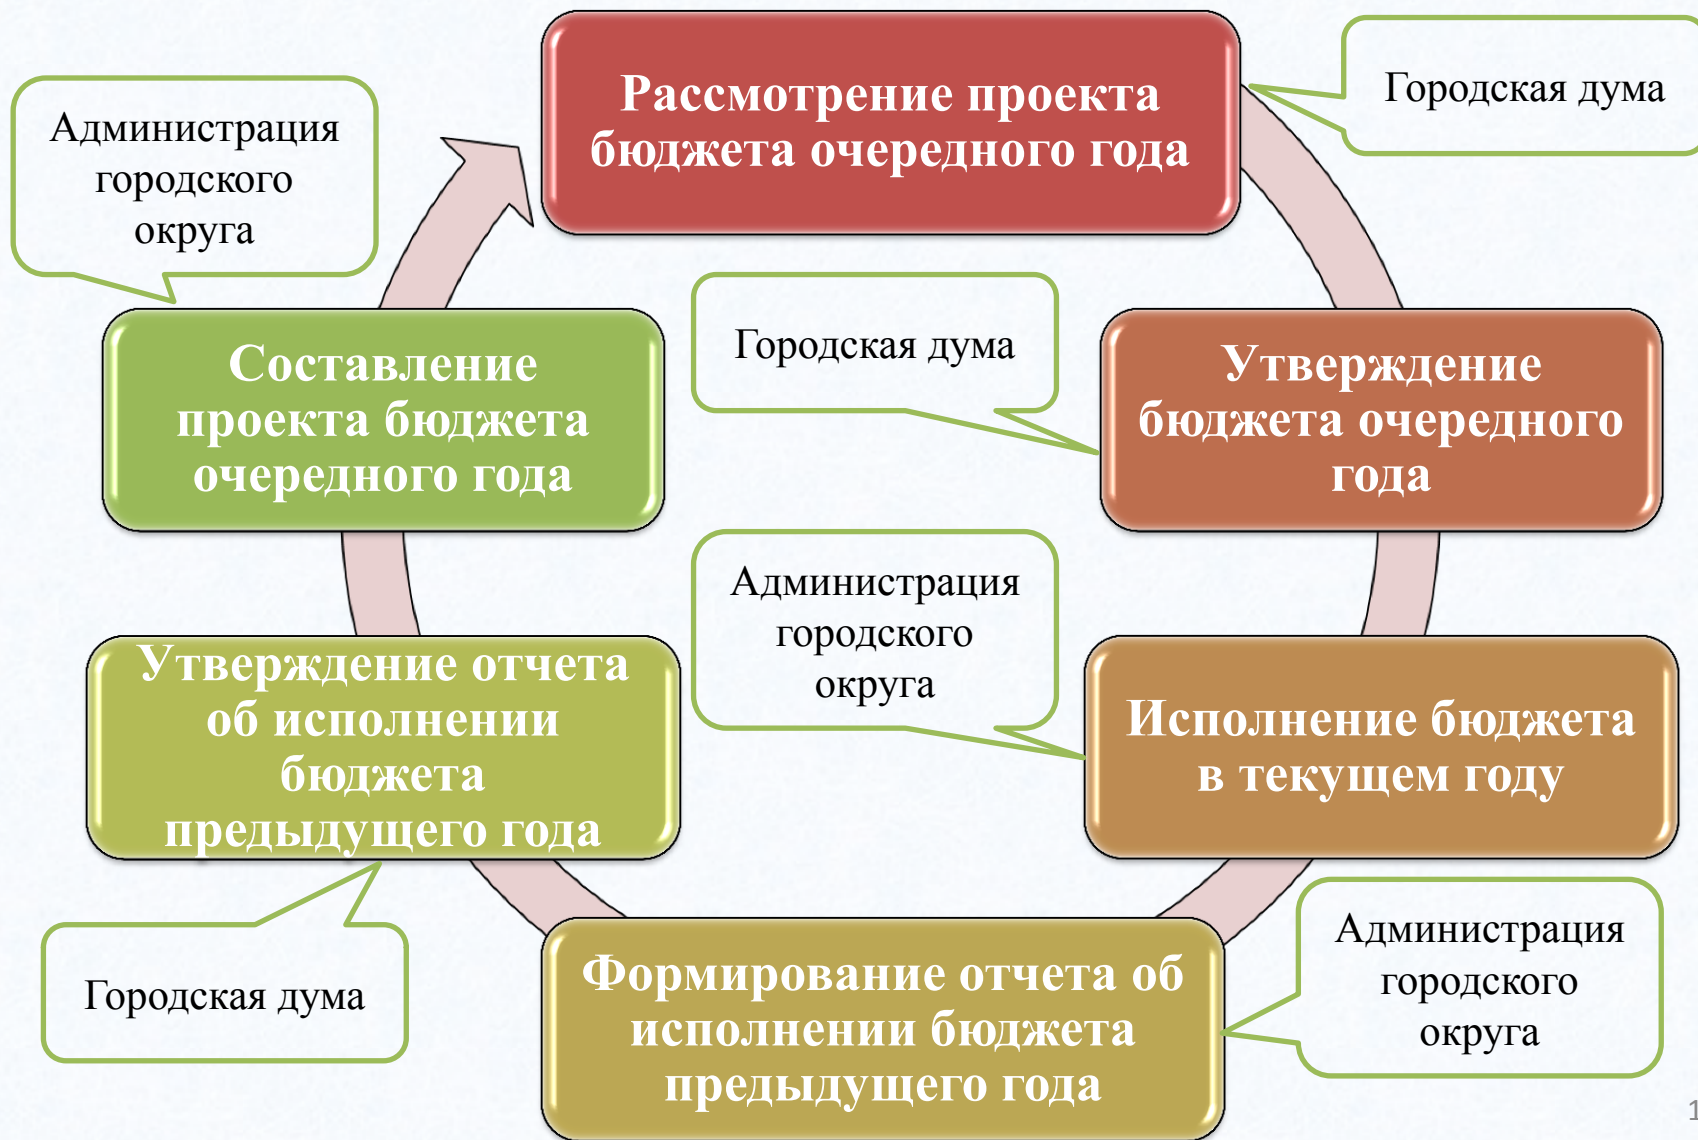 Рассмотрение проекта
бюджета очередного года
Городская дума
Администрация
городского
округа
Составление
проекта бюджета
очередного года
Городская дума
Утверждение
бюджета очередного
года
Администрация
городского
округа
Утверждение отчета
об исполнении
бюджета
предыдущего года
Исполнение бюджета
в текущем году
Городская дума
Формирование отчета об
исполнении бюджета
предыдущего года
Администрация
городского
округа
1